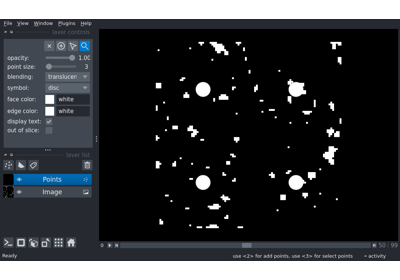 File View Window Plugins Help
layer controls
opacity: 1.00
point size: 3
blending: translucen
symbol: disc
face color: white
edge color: white
display text:
out of slice:
layer list
Points
Image
0 50 99
Ready use <2> for add points, use <3> for select points activity